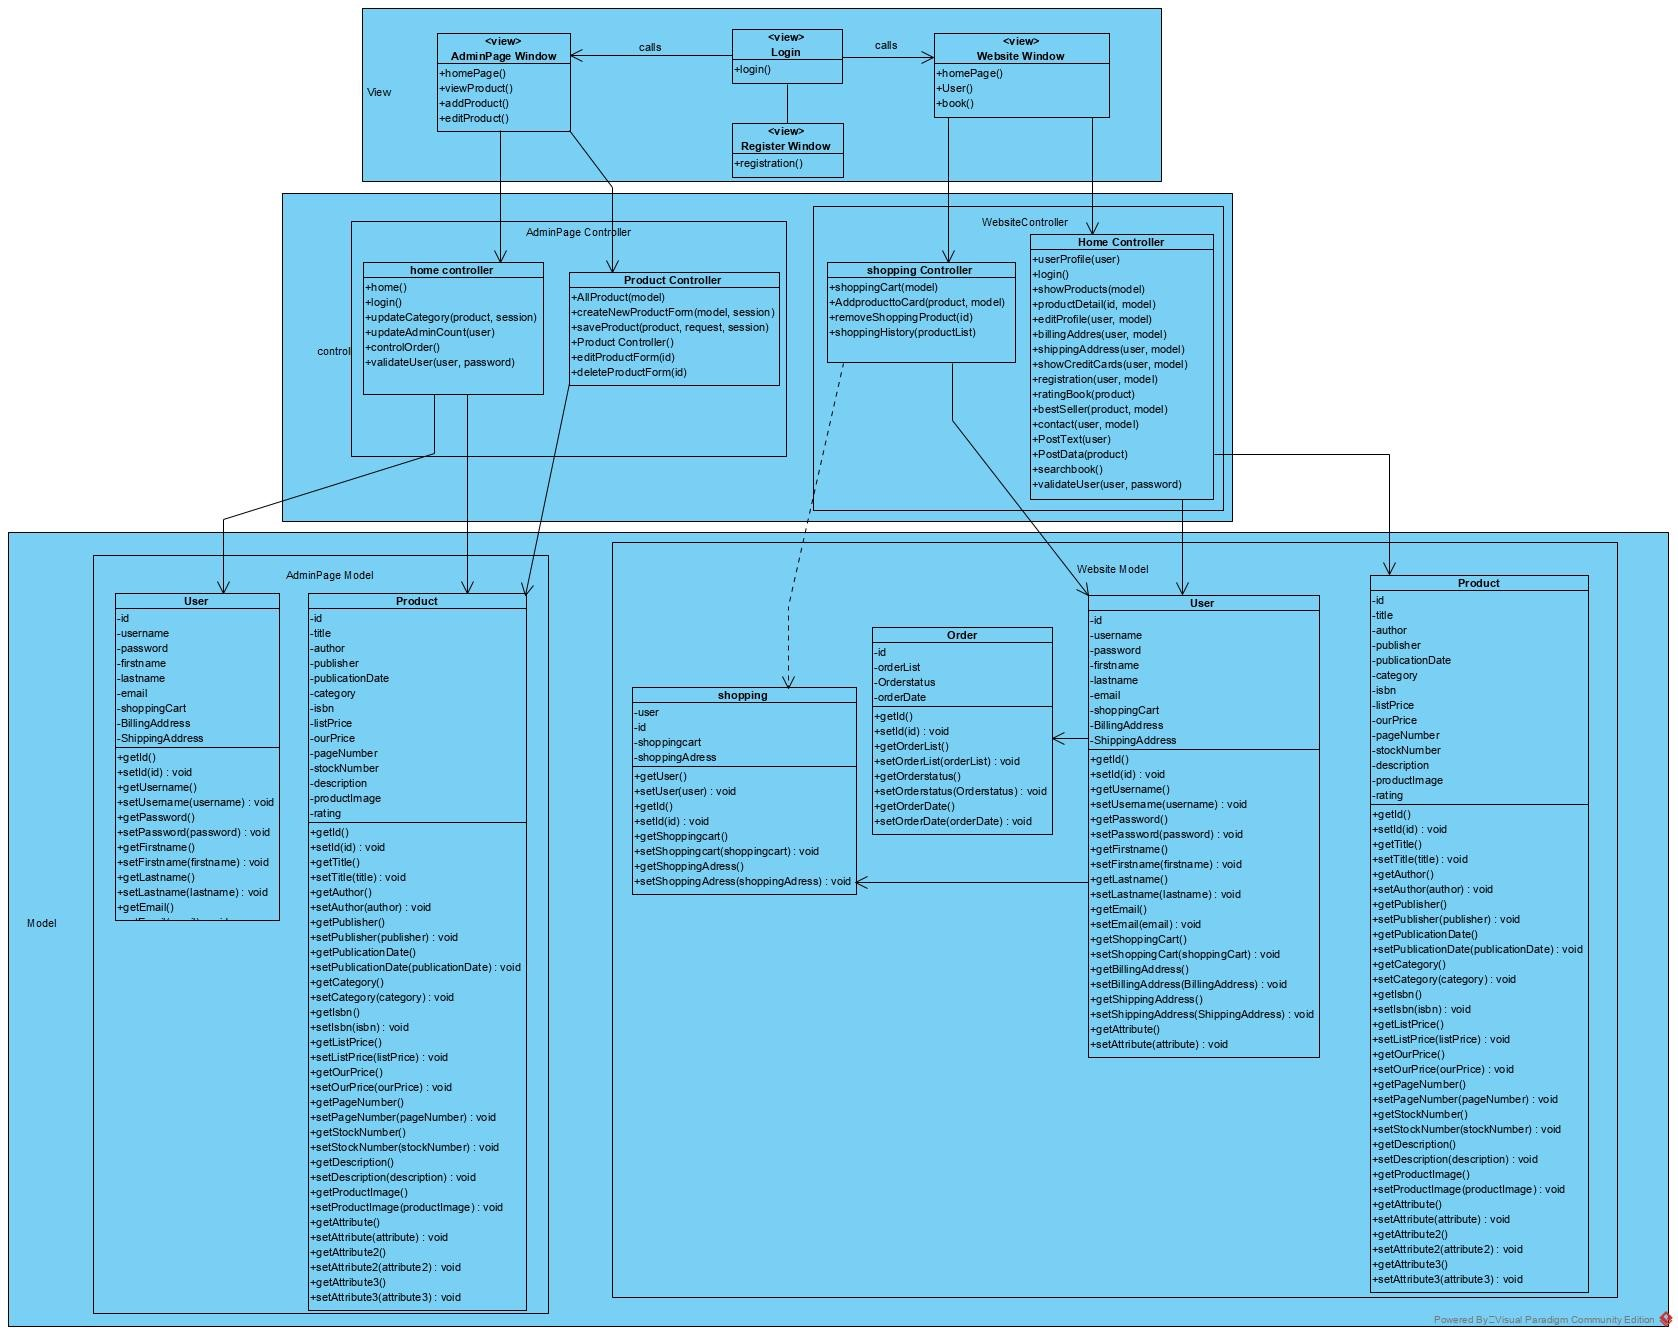 View
<view>
AdminPage Window
+homePage()
+viewProduct()
+addProduct()
+editProduct()
calls
<view>
Login
+login()
calls
<view>
Website Window
+homePage()
+User()
+book()
<view>
Register Window
+registration()
control
AdminPage Controller
home controller
+home()
+login()
+updateCategory(product, session)
+updateAdminCount(user)
+controlOrder()
+validateUser(user, password)
Product Controller
+AllProduct(model)
+createNewProductForm(model, session)
+saveProduct(product, request, session)
+Product Controller()
+editProductForm(id)
+deleteProductForm(id)
WebsiteController
shopping Controller
+shoppingCart(model)
+AddproducttoCard(product, model)
+removeShoppingProduct(id)
+shoppingHistory(productList)
Home Controller
+userProfile(user)
+login()
+showProducts(model)
+productDetail(id, model)
+editProfile(user, model)
+billingAddres(user, model)
+shippingAddress(user, model)
+showCreditCards(user, model)
+registration(user, model)
+ratingBook(product)
+bestSeller(product, model)
+contact(user, model)
+PostText(user)
+PostData(product)
+searchbook()
+validateUser(user, password)
Model
AdminPage Model
User
-id
-username
-password
-firstname
-lastname
-email
-shoppingCart
-BillingAddress
-ShippingAddress
+getId()
+setId(id) : void
+getUsername()
+setUsername(username) : void
+getPassword()
+setPassword(password) : void
+getFirstname()
+setFirstname(firstname) : void
+getLastname()
+setLastname(lastname) : void
+getEmail()
Product
-id
-title
-author
-publisher
-publicationDate
-category
-isbn
-listPrice
-ourPrice
-pageNumber
-stockNumber
-description
-productImage
-rating
+getId()
+setId(id) : void
+getTitle()
+setTitle(title) : void
+getAuthor()
+setAuthor(author) : void
+getPublisher()
+setPublisher(publisher) : void
+getPublicationDate()
+setPublicationDate(publicationDate) : void
+getCategory()
+setCategory(category) : void
+getIsbn()
+setIsbn(isbn) : void
+getListPrice()
+setListPrice(listPrice) : void
+getOurPrice()
+setOurPrice(ourPrice) : void
+getPageNumber()
+setPageNumber(pageNumber) : void
+getStockNumber()
+setStockNumber(stockNumber) : void
+getDescription()
+setDescription(description) : void
+getProductImage()
+setProductImage(productImage) : void
+getAttribute()
+setAttribute(attribute) : void
+getAttribute2()
+setAttribute2(attribute2) : void
+getAttribute3()
+setAttribute3(attribute3) : void
Website Model
shopping
-user
-id
-shoppingcart
-shoppingAdress
+getUser()
+setUser(user) : void
+getId()
+setId(id) : void
+getShoppingcart()
+setShoppingcart(shoppingcart) : void
+getShoppingAdress()
+setShoppingAdress(shoppingAdress) : void
Order
-id
-orderList
-Orderstatus
-orderDate
+getId()
+setId(id) : void
+getOrderList()
+setOrderList(orderList) : void
+getOrderstatus()
+setOrderstatus(Orderstatus) : void
+getOrderDate()
+setOrderDate(orderDate) : void
User
-id
-username
-password
-firstname
-lastname
-email
-shoppingCart
-BillingAddress
-ShippingAddress
+getId()
+setId(id) : void
+getUsername()
+setUsername(username) : void
+getPassword()
+setPassword(password) : void
+getFirstname()
+setFirstname(firstname) : void
+getLastname()
+setLastname(lastname) : void
+getEmail()
+setEmail(email) : void
+getShoppingCart()
+setShoppingCart(shoppingCart) : void
+getBillingAddress()
+setBillingAddress(BillingAddress) : void
+getShippingAddress()
+setShippingAddress(ShippingAddress) : void
+getAttribute()
+setAttribute(attribute) : void
Product
-id
-title
-author
-publisher
-publicationDate
-category
-isbn
-listPrice
-ourPrice
-pageNumber
-stockNumber
-description
-productImage
-rating
+getId()
+setId(id) : void
+getTitle()
+setTitle(title) : void
+getAuthor()
+setAuthor(author) : void
+getPublisher()
+setPublisher(publisher) : void
+getPublicationDate()
+setPublicationDate(publicationDate) : void
+getCategory()
+setCategory(category) : void
+getIsbn()
+setIsbn(isbn) : void
+getListPrice()
+setListPrice(listPrice) : void
+getOurPrice()
+setOurPrice(ourPrice) : void
+getPageNumber()
+setPageNumber(pageNumber) : void
+getStockNumber()
+setStockNumber(stockNumber) : void
+getDescription()
+setDescription(description) : void
+getProductImage()
+setProductImage(productImage) : void
+getAttribute()
+setAttribute(attribute) : void
+getAttribute2()
+setAttribute2(attribute2) : void
+getAttribute3()
+setAttribute3(attribute3) : void
Powered By Visual Paradigm Community Edition